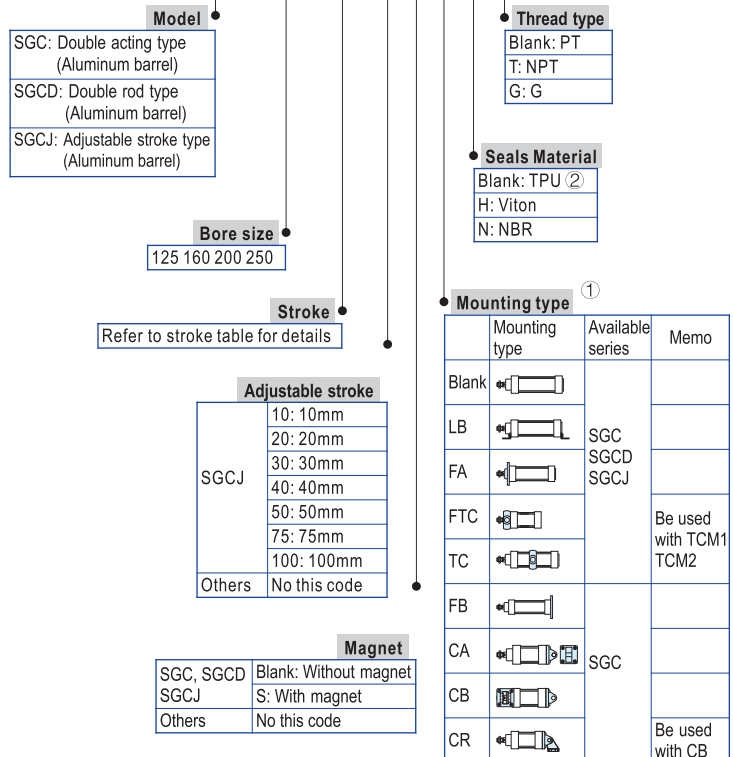 Model
SGC: Double acting type
(Aluminum barrel)
SGCD: Double rod type
(Aluminum barrel)
SGCJ: Adjustable stroke type
(Aluminum barrel)
Thread type
Blank: PT
T: NPT
G: G
Seals Material
Blank: TPU ②
H: Viton
N: NBR
Bore size
125 160 200 250
Stroke
Refer to stroke table for details
Adjustable stroke
SGCJ
10: 10mm
20: 20mm
30: 30mm
40: 40mm
50: 50mm
75: 75mm
100: 100mm
Others No this code
Magnet
SGC, SGCD
SGCJ
Blank: Without magnet
S: With magnet
Others No this code
Mounting type ①
Mounting
type
Available
series
Memo
Blank
LB
FA
FTC
TC
SGC
SGCD
SGCJ
Be used
with TCM1
TCM2
FB
CA
CB
CR
SGC
Be used
with CB